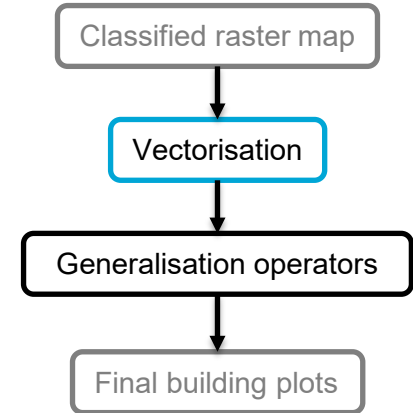 Classified raster map
Vectorisation
Generalisation operators
Final building plots